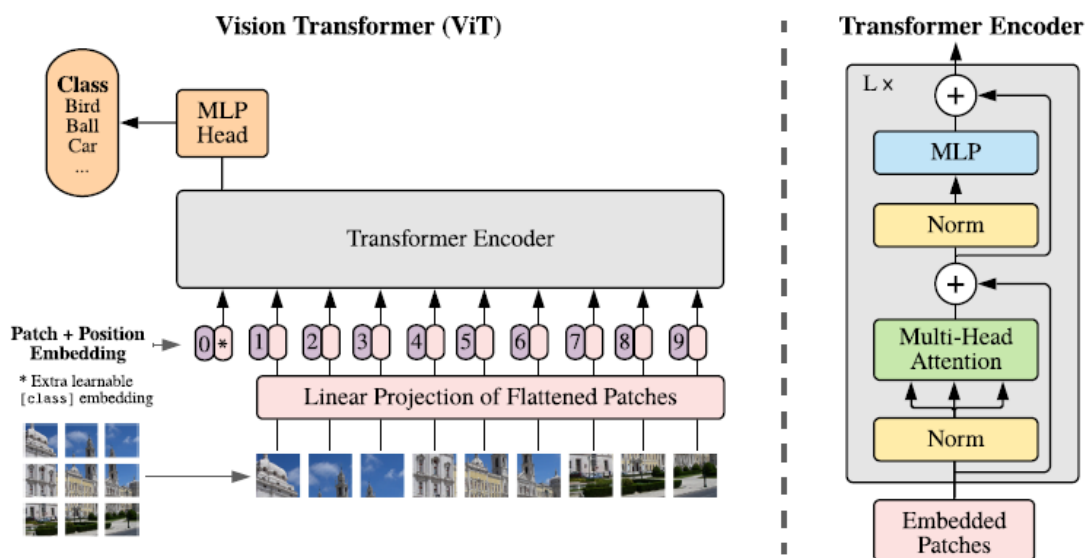 Vision Transformer (ViT)
Class
Bird
Ball
Car
...
MLP
Head
Transformer Encoder
0 * 1 2 3 4 5 6 7 8 9
Patch + Position
Embedding
* Extra learnable
[class] embedding
Linear Projection of Flattened Patches
Transformer Encoder
L ×
+
MLP
Norm
+
Multi-Head
Attention
Norm
Embedded
Patches